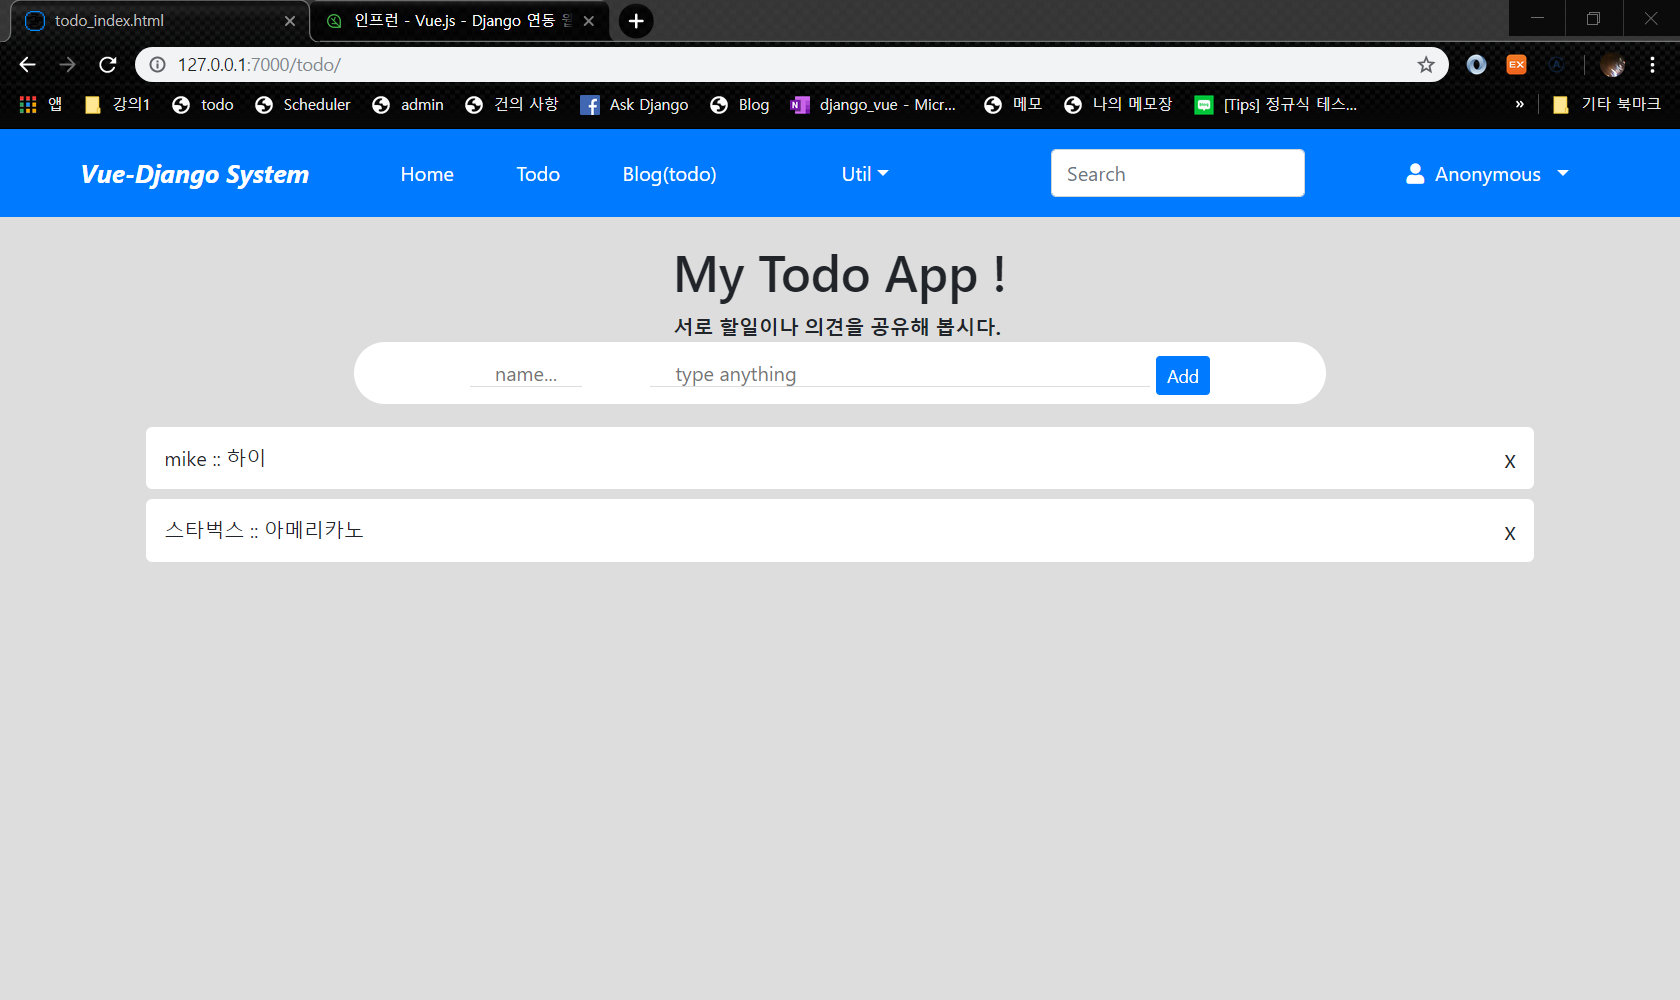 todo_index.html
인프런 - Vue.js - Django 연동
127.0.0.1:7000/todo/
앱 강의1 todo Scheduler admin 건의 사항 Ask Django Blog django_vue - Micr... 메모 나의 메모장 [Tips] 정규식 테스... » 기타 북마크
Vue-Django System Home Todo Blog(todo) Util Search Anonymous
My Todo App !
서로 할일이나 의견을 공유해 봅시다.
name... type anything Add
mike :: 하이 X
스타벅스 :: 아메리카노 X